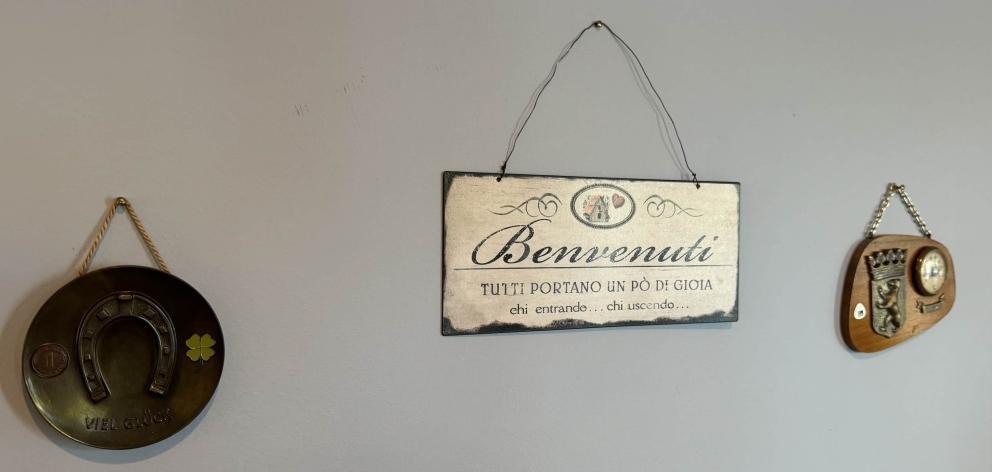 Benvenuti
TUTTI PORTANO UN PÒ DI GIOIA
chi entrando... chi uscendo...
VIEL GLÜCK